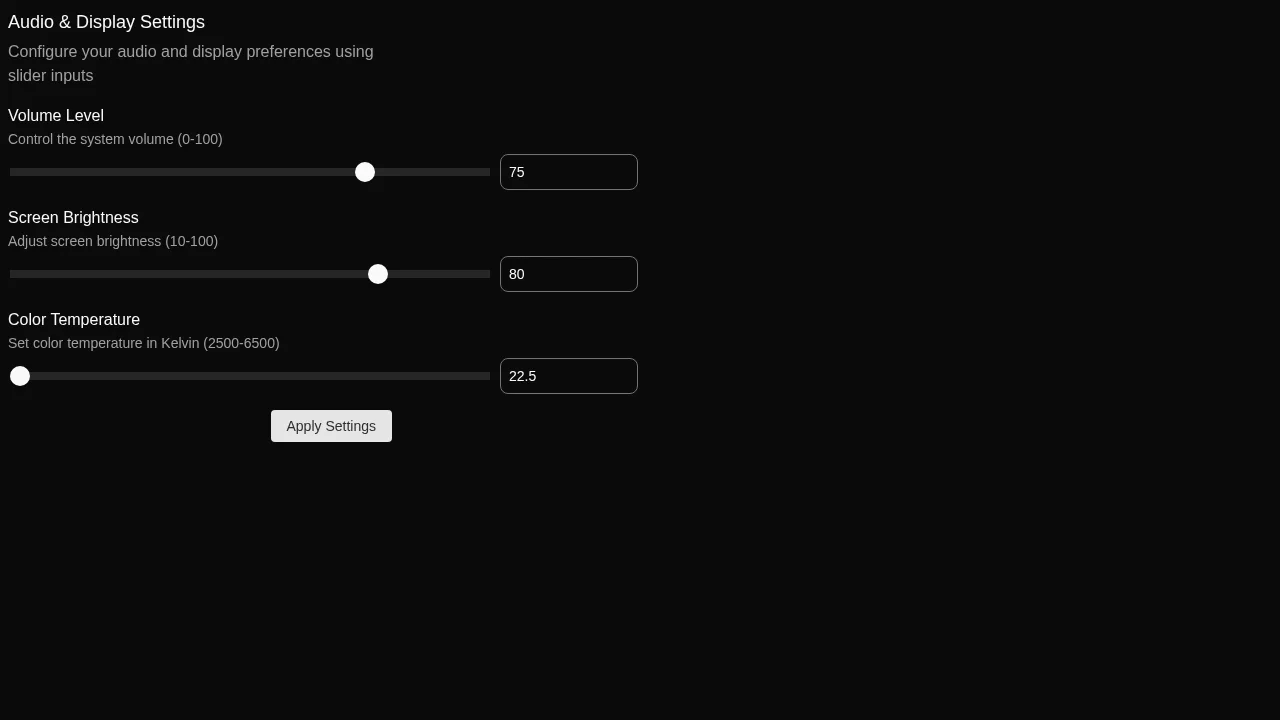 Audio & Display Settings
Configure your audio and display preferences using
slider inputs
Volume Level
Control the system volume (0-100)
75
Screen Brightness
Adjust screen brightness (10-100)
80
Color Temperature
Set color temperature in Kelvin (2500-6500)
22.5
Apply Settings